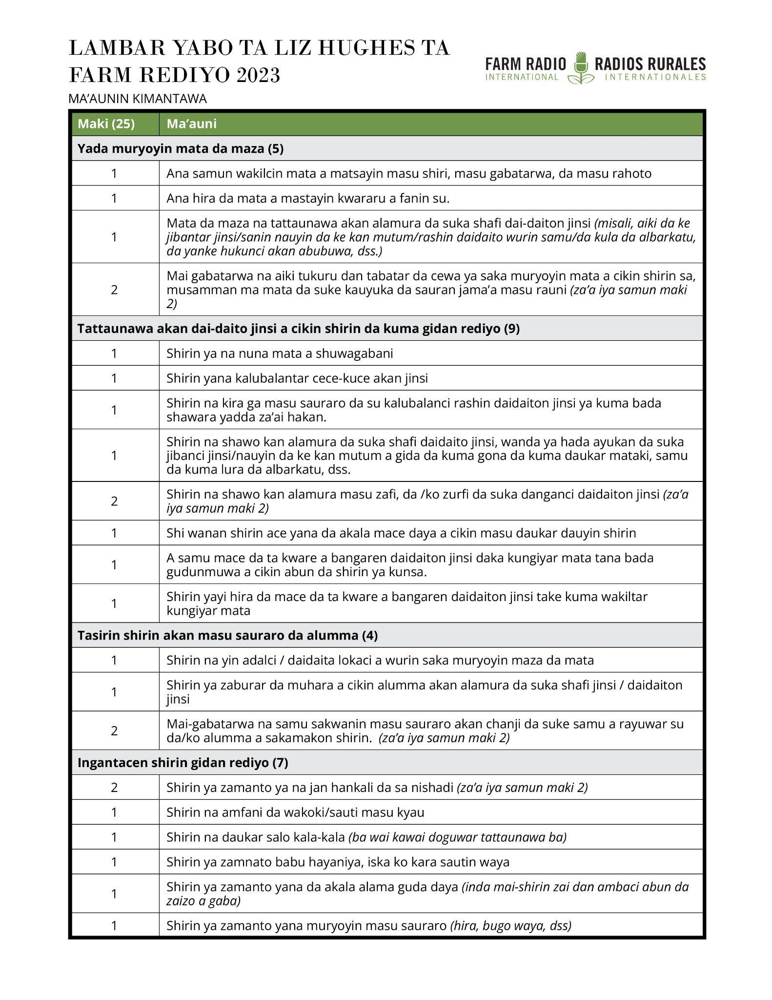 LAMBAR YABO TA LIZ HUGHES TA
FARM REDIYO 2023
FARM RADIO RADIOS RURALES
INTERNATIONAL INTERNATIONALES
MA'AUNIN KIMANTAWA
Maki (25) Ma'auni
Yada muryoyin mata da maza (5)
1 Ana samun wakilcin mata a matsayin masu shiri, masu gabatarwa, da masu rahoto
1 Ana hira da mata a mastayin kwararu a fanin su.
Mata da maza na tattaunawa akan alamura da suka shafi dai-daiton jinsi (misali, aiki da ke
1 jibantar jinsi/sanin nauyin da ke kan mutum/rashin daidaito wurin samu/da kula da albarkatu,
da yanke hukunci akan abubuwa, dss.)
Mai gabatarwa na aiki tukuru dan tabatar da cewa ya saka muryoyin mata a cikin shirin sa,
2 musamman ma mata da suke kauyuka da sauran jama'a masu rauni (za'a iya samun maki
2)
Tattaunawa akan dai-daito jinsi a cikin shirin da kuma gidan rediyo (9)
1 Shirin ya na nuna mata a shuwagabani
1 Shirin yana kalubalantar cece-kuce akan jinsi
1 Shirin na kira ga masu sauraro da su kalubalanci rashin daidaiton jinsi ya kuma bada
shawara yadda za'ai hakan.
Shirin na shawo kan alamura da suka shafi daidaito jinsi, wanda ya hada ayukan da suka
1 jibanci jinsi/nauyin da ke kan mutum a gida da kuma gona da kuma daukar mataki, samu
da kuma lura da albarkatu, dss.
2 Shirin na shawo kan alamura masu zafi, da /ko zurfi da suka danganci daidaiton jinsi (za'a
iya samun maki 2)
1 Shi wanan shirin ace yana da akala mace daya a cikin masu daukar dauyin shirin
1 A samu mace da ta kware a bangaren daidaiton jinsi daka kungiyar mata tana bada
gudunmuwa a cikin abun da shirin ya kunsa.
1 Shirin yayi hira da mace da ta kware a bangaren daidaiton jinsi take kuma wakiltar
kungiyar mata
Tasirin shirin akan masu sauraro da alumma (4)
1 Shirin na yin adalci / daidaita lokaci a wurin saka muryoyin maza da mata
1 Shirin ya zaburar da muhara a cikin alumma akan alamura da suka shafi jinsi / daidaiton
jinsi
2 Mai-gabatarwa na samu sakwanin masu sauraro akan chanji da suke samu a rayuwar su
da/ko alumma a sakamakon shirin. (za'a iya samun maki 2)
Ingantacen shirin gidan rediyo (7)
2 Shirin ya zamanto ya na jan hankali da sa nishadi (za'a iya samun maki 2)
1 Shirin na amfani da wakoki/sauti masu kyau
1 Shirin na daukar salo kala-kala (ba wai kawai doguwar tattaunawa ba)
1 Shirin ya zamnato babu hayaniya, iska ko kara sautin waya
1 Shirin ya zamanto yana da akala alama guda daya (inda mai-shirin zai dan ambaci abun da
zaizo a gaba)
1 Shirin ya zamanto yana muryoyin masu sauraro (hira, bugo waya, dss)